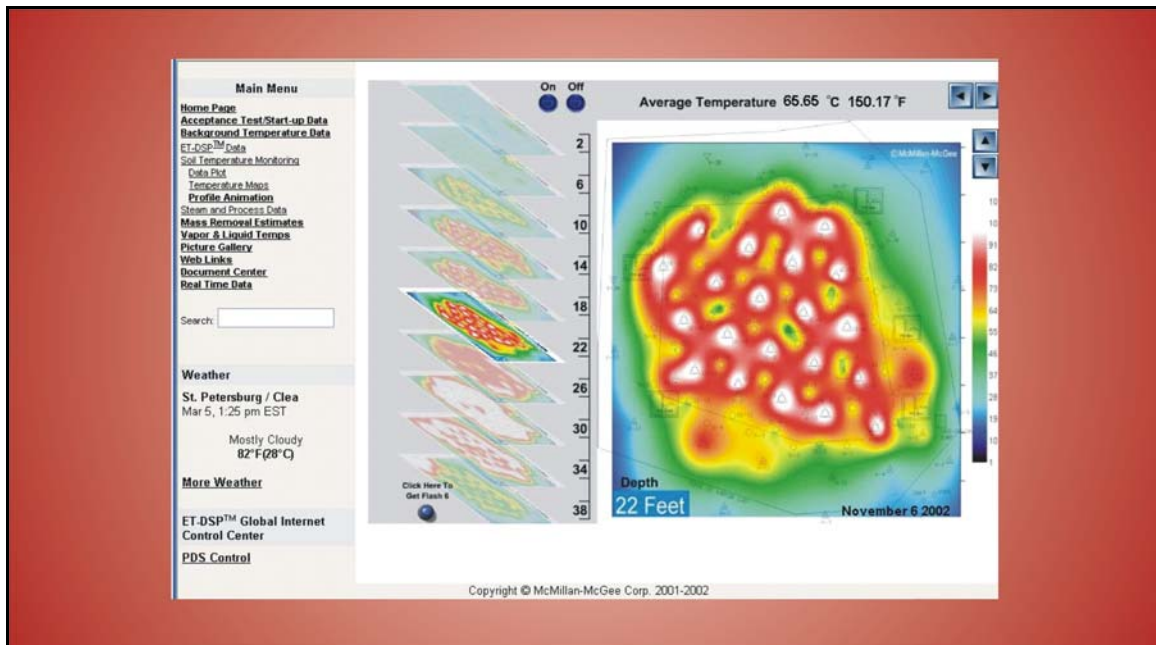 Main Menu
Home Page
Acceptance Test/Start-up Data
Background Temperature Data
ET-DSP™ Data
Soil Temperature Monitoring
Data Plot
Temperature Maps
Profile Animation
Steam and Process Data
Mass Removal Estimates
Vapor & Liquid Temps
Picture Gallery
Web Links
Document Center
Real Time Data
Search:
Weather
St. Petersburg / Clea
Mar 5, 1:25 pm EST
Mostly Cloudy
82°F(28°C)
More Weather
ET-DSP™ Global Internet
Control Center
PDS Control
On Off
2
6
10
14
18
22
26
30
34
38
Click Here To
Get Flash 6
Average Temperature 65.65 °C 150.17 °F
© McMillan-McGee
10
91
82
73
64
55
46
37
28
19
10
1
Depth
22 Feet
November 6 2002
Copyright © McMillan-McGee Corp. 2001-2002